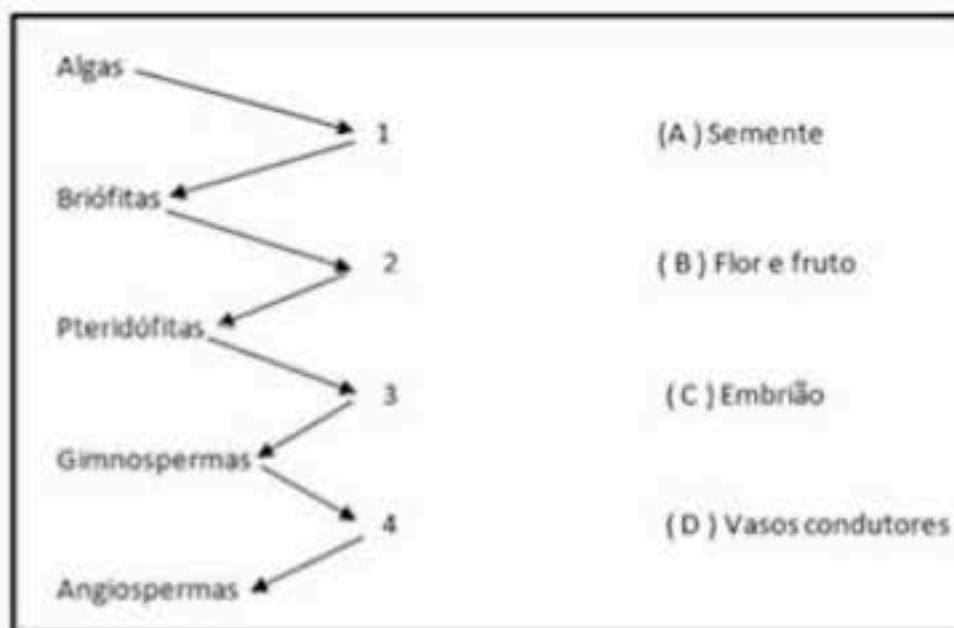 Algas
1 (A ) Semente
Briófitas
2 ( B ) Flor e fruto
Pteridófitas
3 ( C ) Embrião
Gimnospermas
4 ( D ) Vasos condutores
Angiospermas